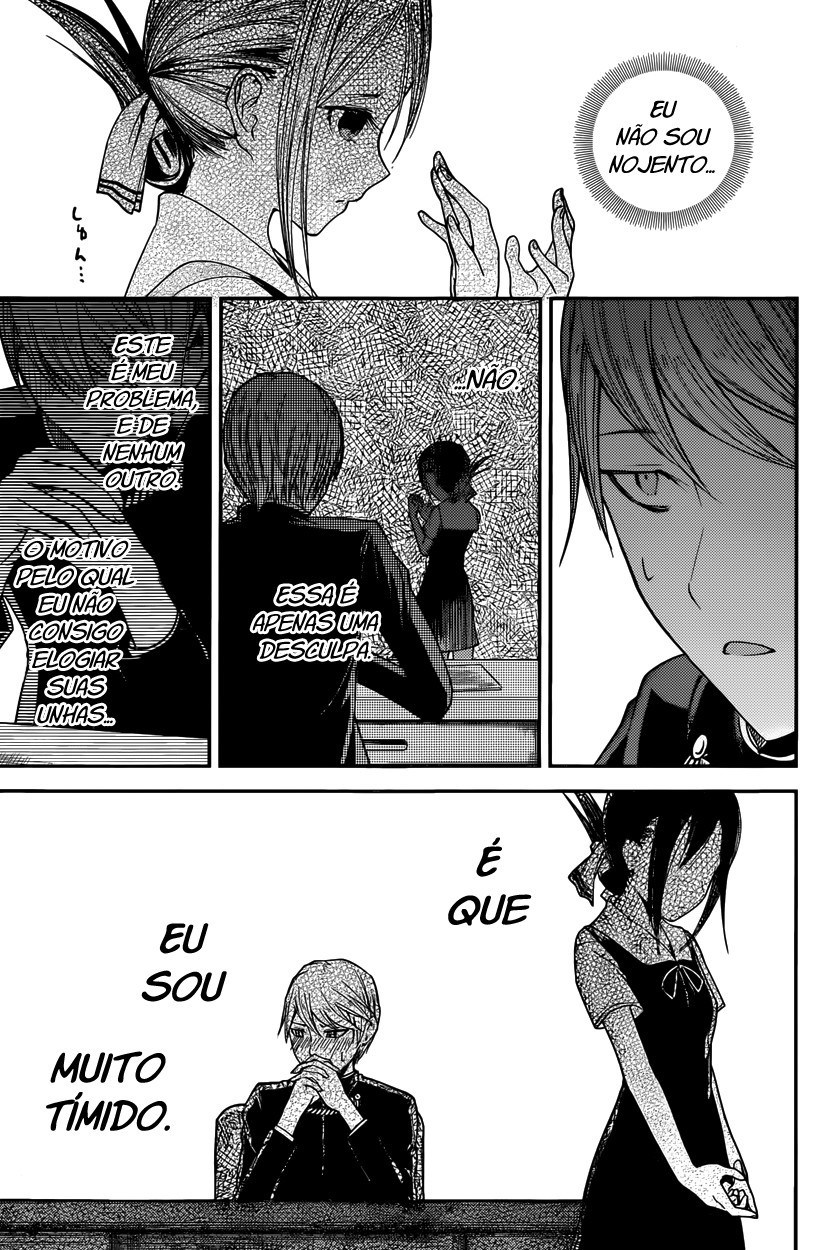 EU
NÃO SOU
NOJENTO...
しゅん…
...NÃO.
ESSA É
APENAS UMA
DESCULPA.
ESTE
É MEU
PROBLEMA,
E DE
NENHUM
OUTRO.
O MOTIVO
PELO QUAL
EU NÃO
CONSIGO
ELOGIAR
SUAS
UNHAS...
É
QUE
EU
SOU
MUITO
TÍMIDO.